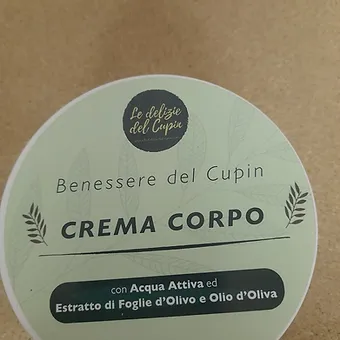 Le delizie
del Cupin
Benessere del Cupin
CREMA CORPO
con Acqua Attiva ed
Estratto di Foglie d'Olivo e Olio d'Oliva